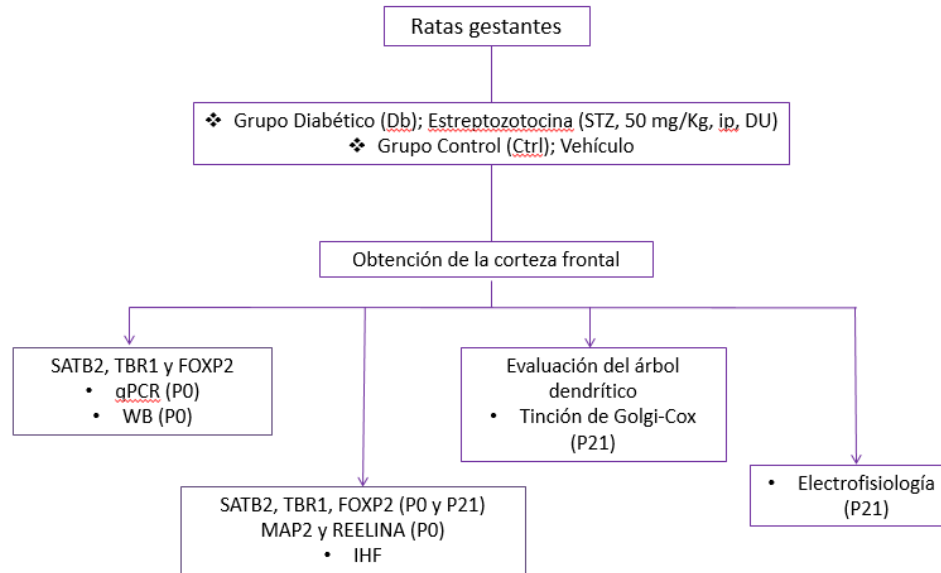 Ratas gestantes
❖ Grupo Diabético (Db); Estreptozotocina (STZ, 50 mg/Kg, ip, DU)
❖ Grupo Control (Ctrl); Vehículo
Obtención de la corteza frontal
SATB2, TBR1 y FOXP2
• qPCR (P0)
• WB (P0)
SATB2, TBR1, FOXP2 (P0 y P21)
MAP2 y REELINA (P0)
• IHF
Evaluación del árbol
dendrítico
• Tinción de Golgi-Cox
(P21)
• Electrofisiología
(P21)